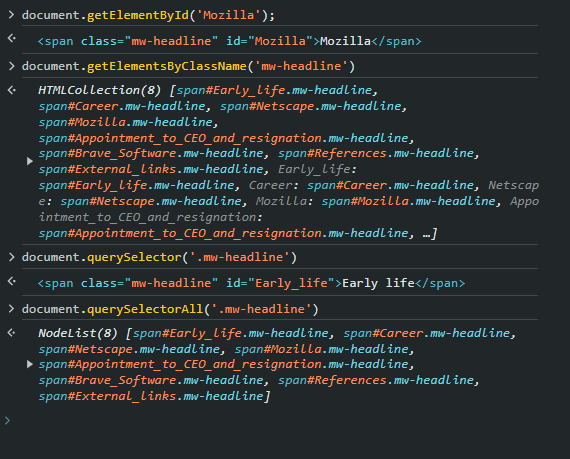 document.getElementById('Mozilla');
<span class="mw-headline" id="Mozilla">Mozilla</span>
document.getElementsByClassName('mw-headline')
HTMLCollection(8) [span#Early_life.mw-headline,
span#Career.mw-headline, span#Netscape.mw-headline,
span#Mozilla.mw-headline,
span#Appointment_to_CEO_and_resignation.mw-headline,
span#Brave_Software.mw-headline, span#References.mw-headline,
span#External_links.mw-headline, Early_life:
span#Early_life.mw-headline, Career: span#Career.mw-headline, Netscap
e: span#Netscape.mw-headline, Mozilla: span#Mozilla.mw-headline, Appo
intment_to_CEO_and_resignation:
span#Appointment_to_CEO_and_resignation.mw-headline, …]
document.querySelector('.mw-headline')
<span class="mw-headline" id="Early_life">Early life</span>
document.querySelectorAll('.mw-headline')
NodeList(8) [span#Early_life.mw-headline, span#Career.mw-headline,
span#Netscape.mw-headline, span#Mozilla.mw-headline,
span#Appointment_to_CEO_and_resignation.mw-headline,
span#Brave_Software.mw-headline, span#References.mw-headline,
span#External_links.mw-headline]